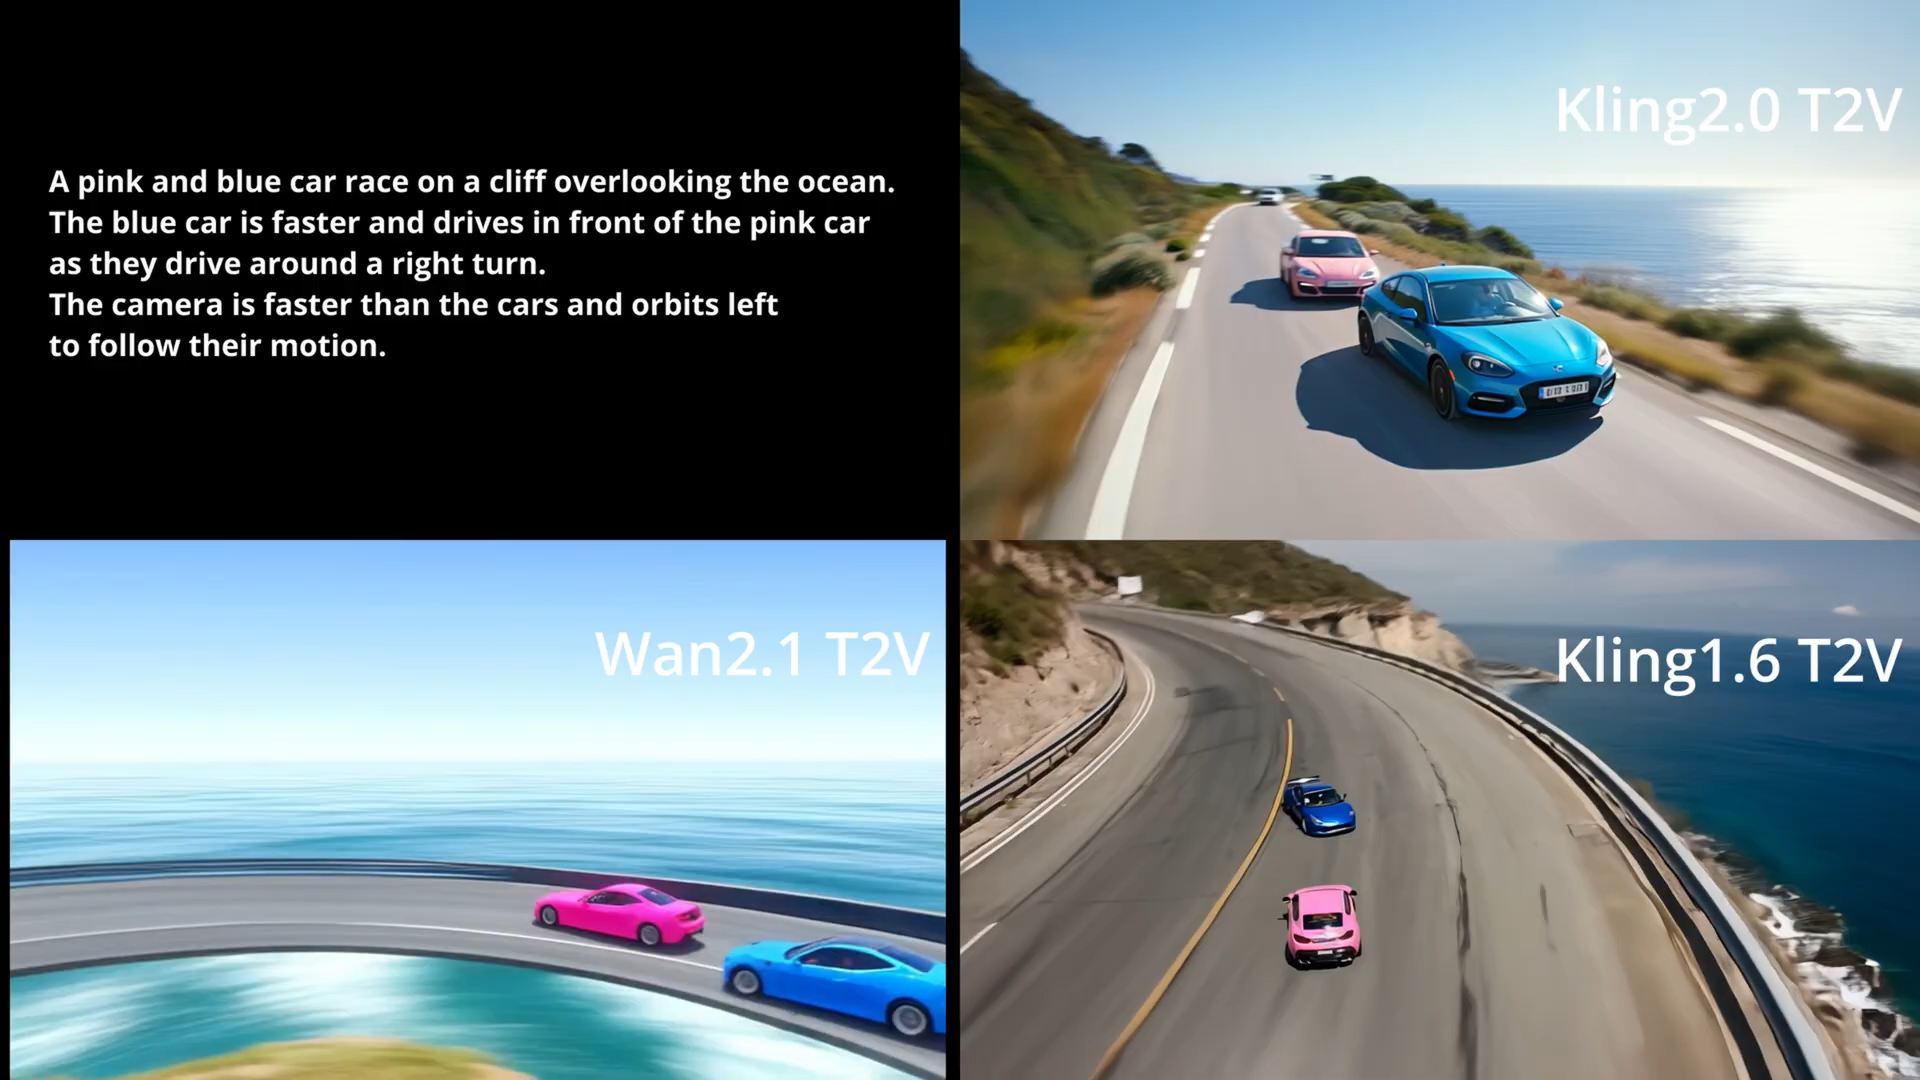 A pink and blue car race on a cliff overlooking the ocean.
The blue car is faster and drives in front of the pink car
as they drive around a right turn.
The camera is faster than the cars and orbits left
to follow their motion.
Kling2.0 T2V
Wan2.1 T2V
Kling1.6 T2V